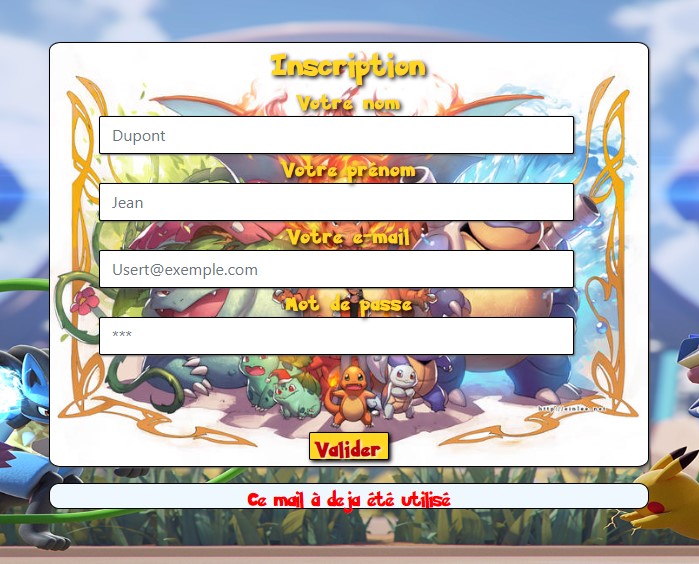 Inscription
Votre nom
Dupont
Votre prénom
Jean
Votre e-mail
Usert@exemple.com
Mot de passe
***
Valider
Ce mail à deja été utilisé